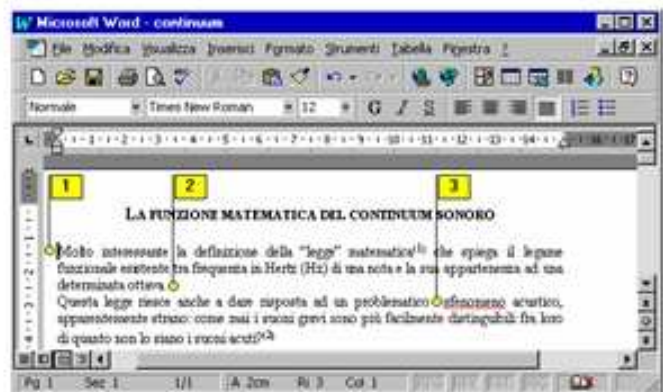 Microsoft Word - continuum
File Modifica Visualizza Inserisci Formato Strumenti Tabella Finestra ?
Normale Times New Roman 12 G I S
1 2 3
LA FUNZIONE MATEMATICA DEL CONTINUUM SONORO
Molto interessante la definizione della "legge" matematica(1) che spiega il legame
funzionale esistente tra frequenza in Hertz (Hz) di una nota e la sua appartenenza ad una
determinata ottava
Questa legge riesce anche a dare risposta ad un problematico fenomeno acustico,
apparentemente strano: come mai i suoni gravi sono più facilmente distinguibili fra loro
di quanto non lo siano i suoni acuti?(2)
Pg 1 Sez 1 1/1 A 2cm Ri 3 Col 1